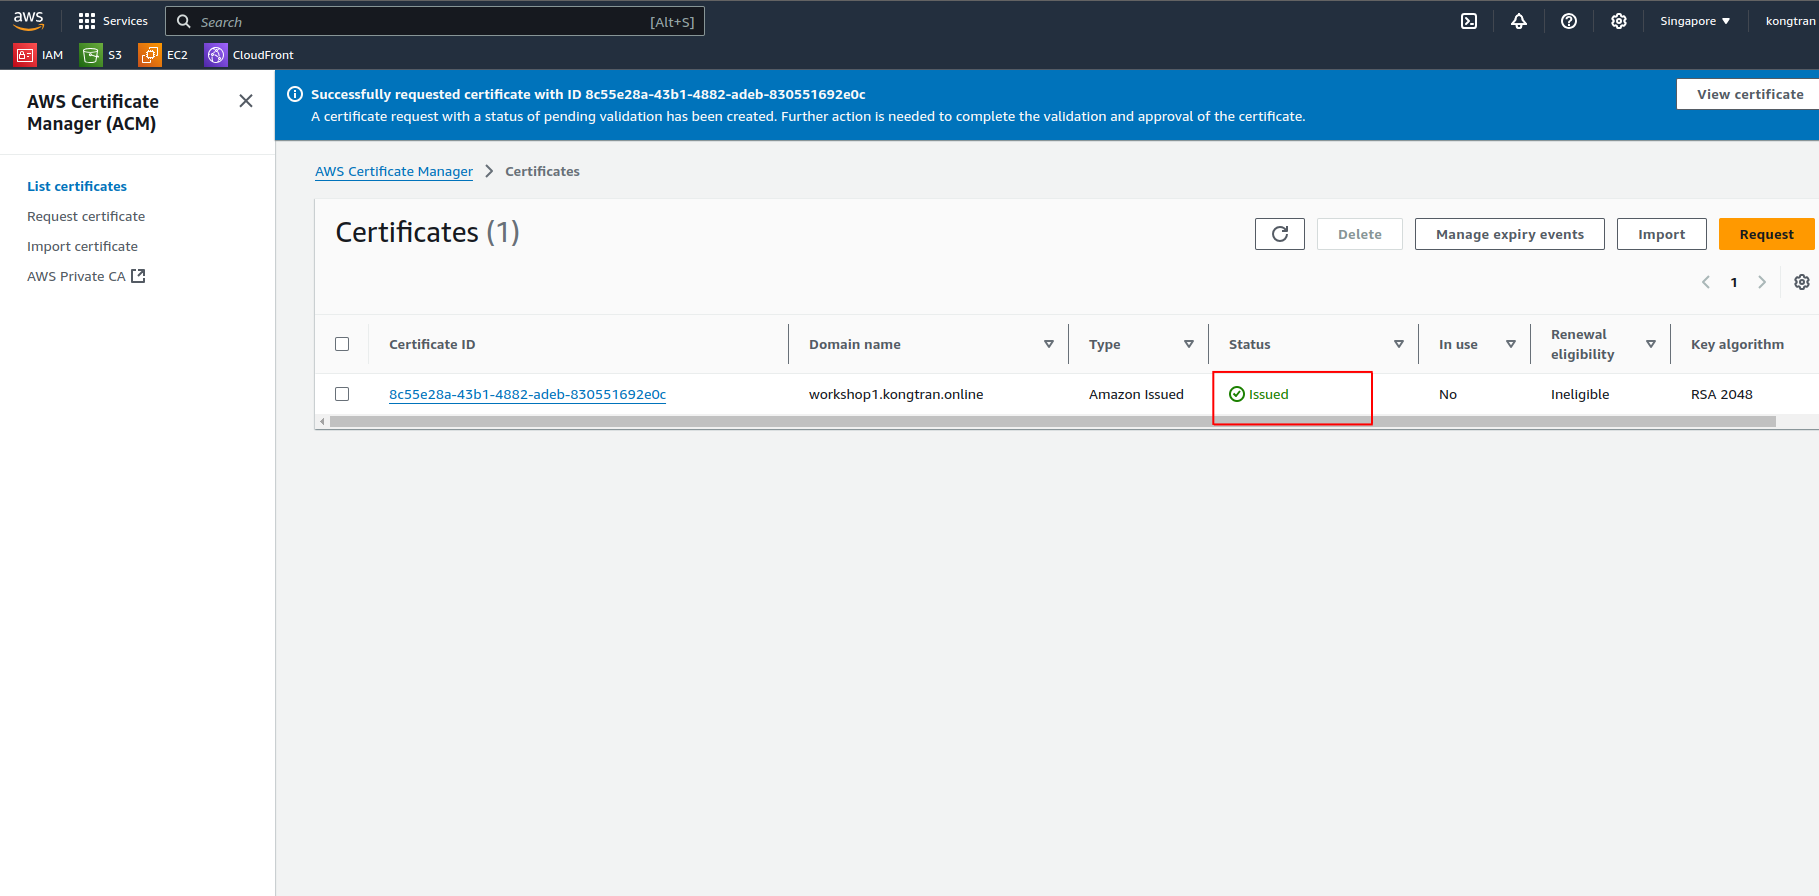 aws Services Search [Alt+S] Singapore kongtran
IAM S3 EC2 CloudFront
AWS Certificate
Manager (ACM)
List certificates
Request certificate
Import certificate
AWS Private CA
Successfully requested certificate with ID 8c55e28a-43b1-4882-adeb-830551692e0c
A certificate request with a status of pending validation has been created. Further action is needed to complete the validation and approval of the certificate.
View certificate
AWS Certificate Manager Certificates
Certificates (1)
Delete Manage expiry events Import Request
1
Certificate ID Domain name Type Status In use Renewal eligibility Key algorithm
8c55e28a-43b1-4882-adeb-830551692e0c workshop1.kongtran.online Amazon Issued Issued No Ineligible RSA 2048